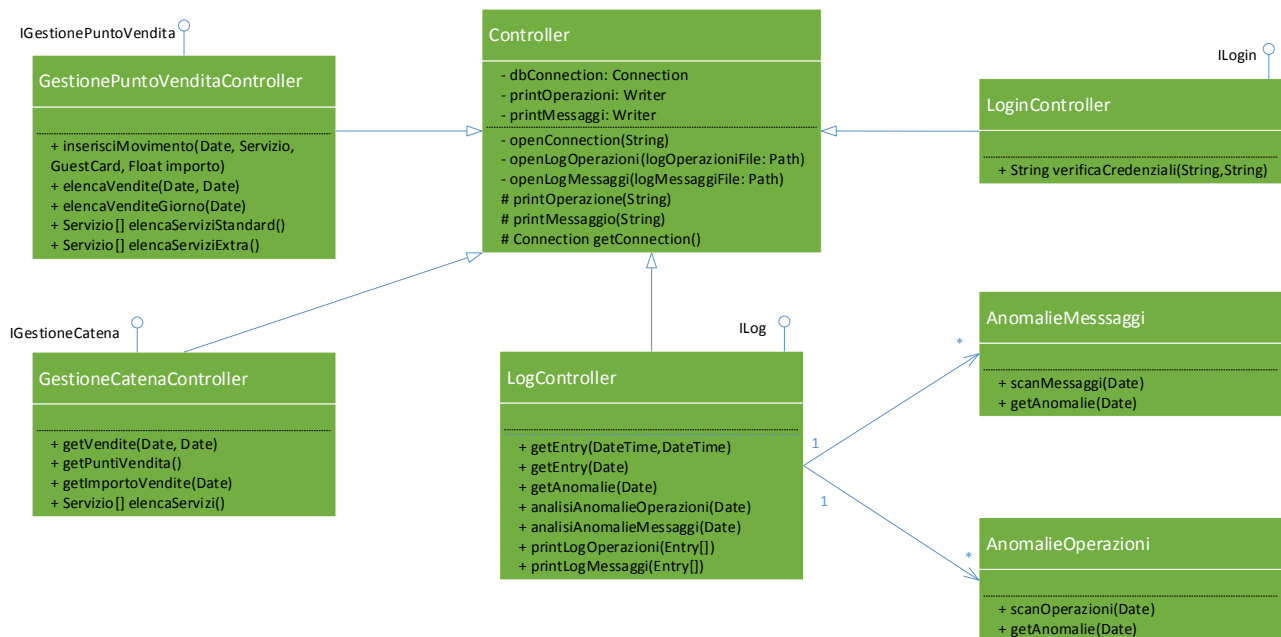 IGestionePuntoVendita
GestionePuntoVenditaController
+ inserisciMovimento(Date, Servizio,
GuestCard, Float importo)
+ elencaVendite(Date, Date)
+ elencaVenditeGiorno(Date)
+ Servizio[] elencaServiziStandard()
+ Servizio[] elencaServiziExtra()
Controller
- dbConnection: Connection
- printOperazioni: Writer
- printMessaggi: Writer
- openConnection(String)
- openLogOperazioni(logOperazioniFile: Path)
- openLogMessaggi(logMessaggiFile: Path)
# printOperazione(String)
# printMessaggio(String)
# Connection getConnection()
ILogin
LoginController
+ String verificaCredenziali(String,String)
IGestioneCatena
GestioneCatenaController
+ getVendite(Date, Date)
+ getPuntiVendita()
+ getImportoVendite(Date)
+ Servizio[] elencaServizi()
ILog
LogController
+ getEntry(DateTime,DateTime)
+ getEntry(Date)
+ getAnomalie(Date)
+ analisiAnomalieOperazioni(Date)
+ analisiAnomalieMessaggi(Date)
+ printLogOperazioni(Entry[])
+ printLogMessaggi(Entry[])
1
*
1
*
AnomalieMesssaggi
+ scanMessaggi(Date)
+ getAnomalie(Date)
AnomalieOperazioni
+ scanOperazioni(Date)
+ getAnomalie(Date)